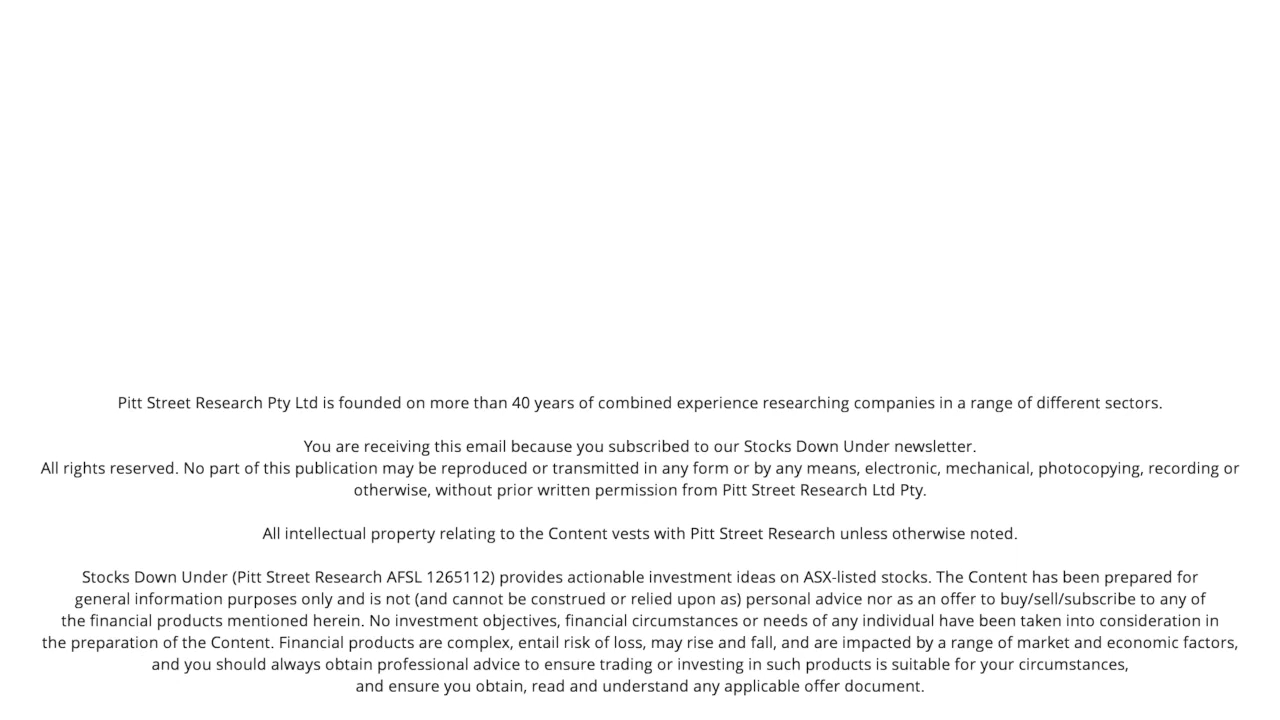 Pitt Street Research Pty Ltd is founded on more than 40 years of combined experience researching companies in a range of different sectors.
You are receiving this email because you subscribed to our Stocks Down Under newsletter.
All rights reserved. No part of this publication may be reproduced or transmitted in any form or by any means, electronic, mechanical, photocopying, recording or
otherwise, without prior written permission from Pitt Street Research Ltd Pty.
All intellectual property relating to the Content vests with Pitt Street Research unless otherwise noted.
Stocks Down Under (Pitt Street Research AFSL 1265112) provides actionable investment ideas on ASX-listed stocks. The Content has been prepared for
general information purposes only and is not (and cannot be construed or relied upon as) personal advice nor as an offer to buy/sell/subscribe to any of
the financial products mentioned herein. No investment objectives, financial circumstances or needs of any individual have been taken into consideration in
the preparation of the Content. Financial products are complex, entail risk of loss, may rise and fall, and are impacted by a range of market and economic factors,
and you should always obtain professional advice to ensure trading or investing in such products is suitable for your circumstances,
and ensure you obtain, read and understand any applicable offer document.